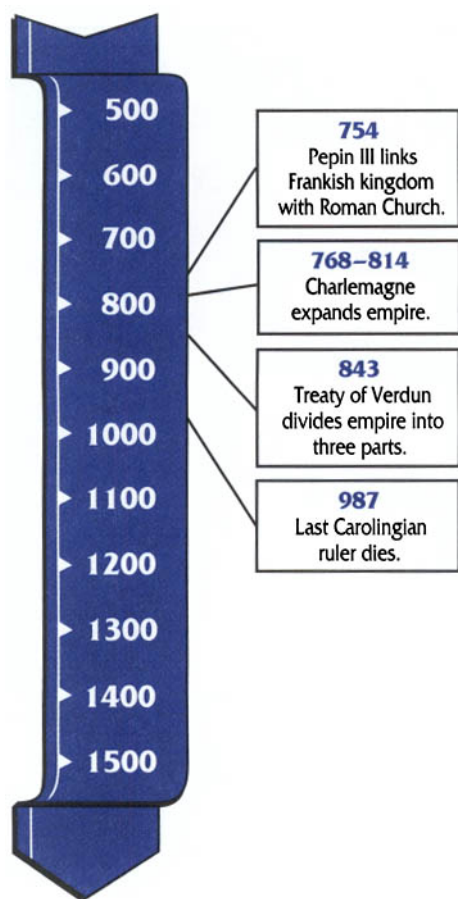 500
600
700
800
900
1000
1100
1200
1300
1400
1500
754
Pepin III links
Frankish kingdom
with Roman Church.
768–814
Charlemagne
expands empire.
843
Treaty of Verdun
divides empire into
three parts.
987
Last Carolingian
ruler dies.